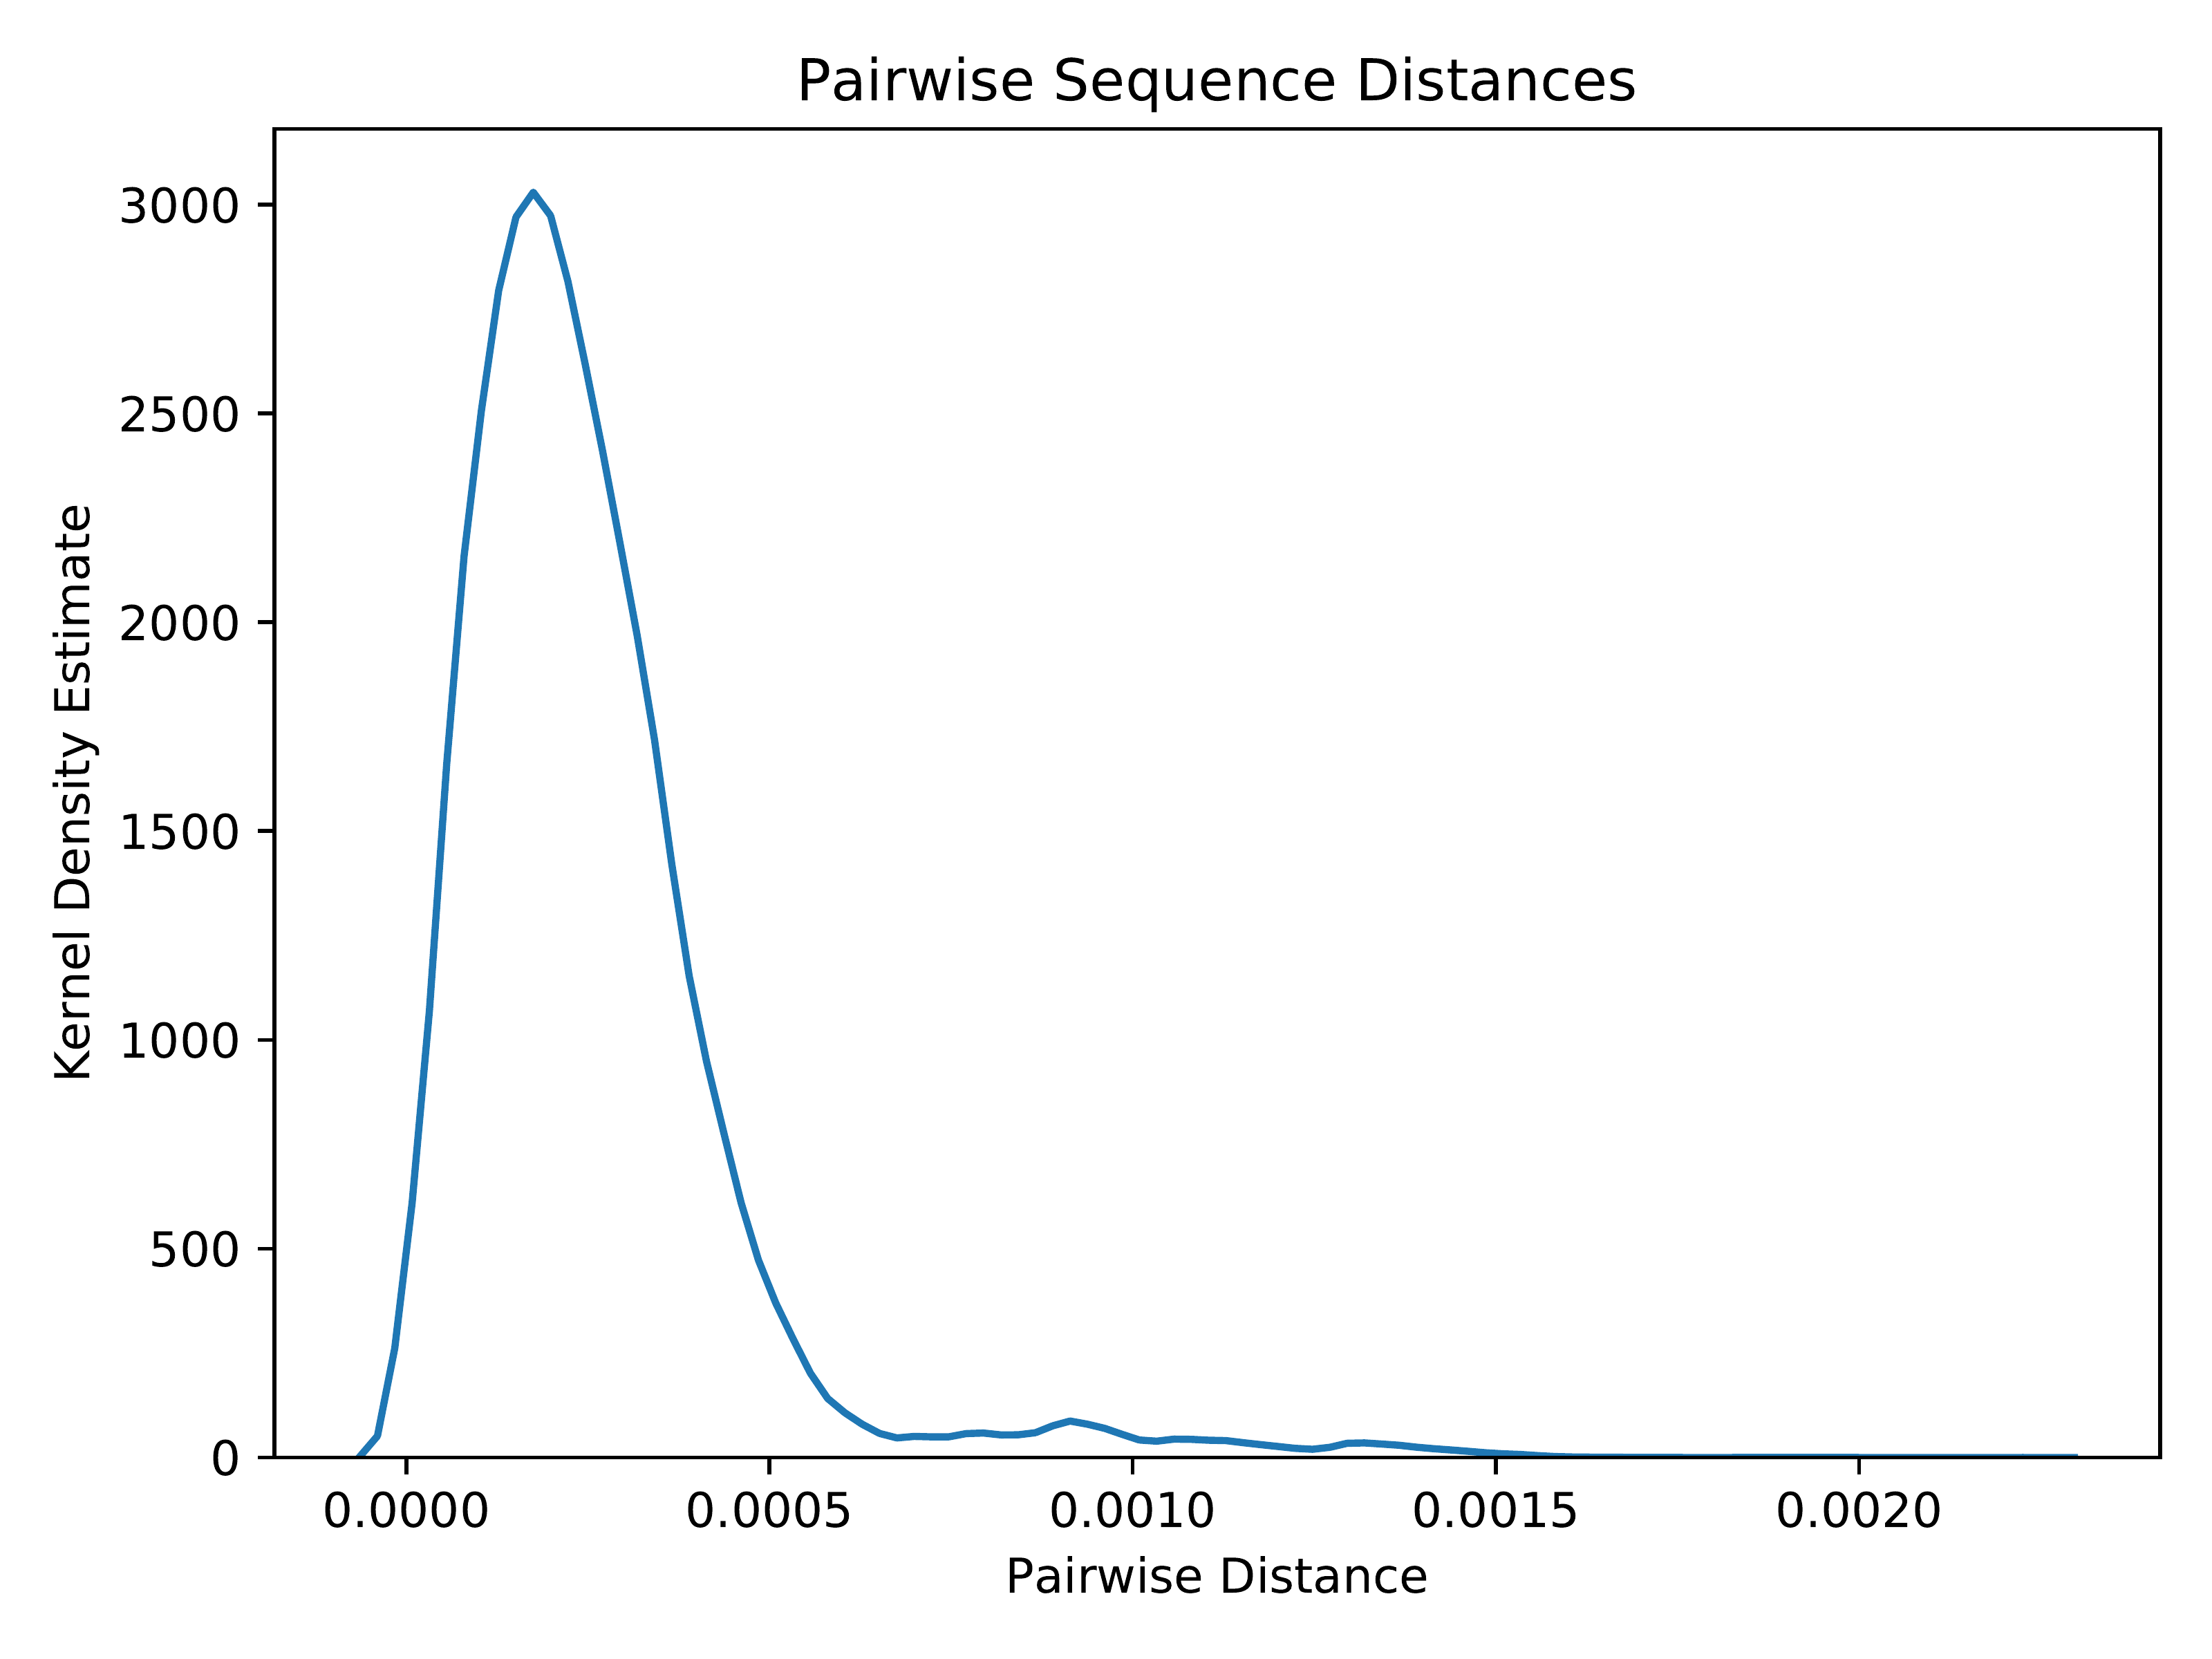 Pairwise Sequence Distances
Kernel Density Estimate
3000
2500
2000
1500
1000
500
0
0.0000 0.0005 0.0010 0.0015 0.0020
Pairwise Distance